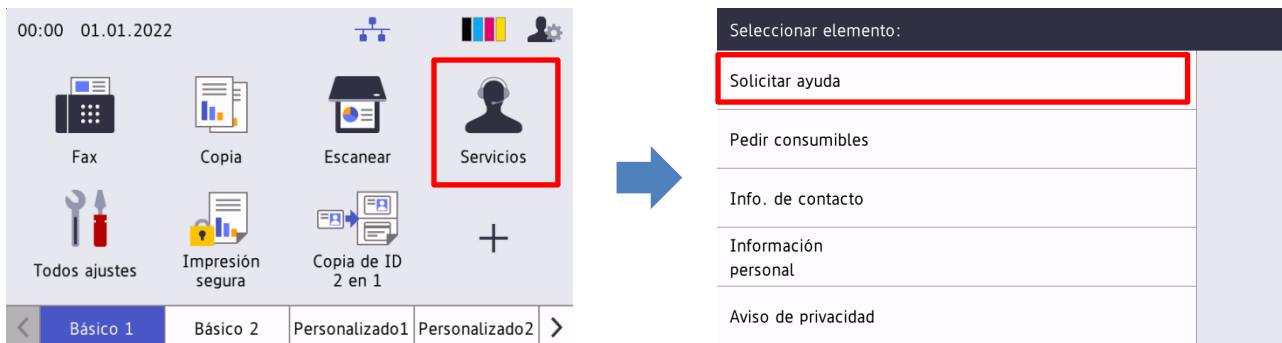 00:00 01.01.2022
Fax
Copia
Escanear
Servicios
Todos ajustes
Impresión
segura
Copia de ID
2 en 1
Básico 1
Básico 2
Personalizado1
Personalizado2
Seleccionar elemento:
Solicitar ayuda
Pedir consumibles
Info. de contacto
Información
personal
Aviso de privacidad